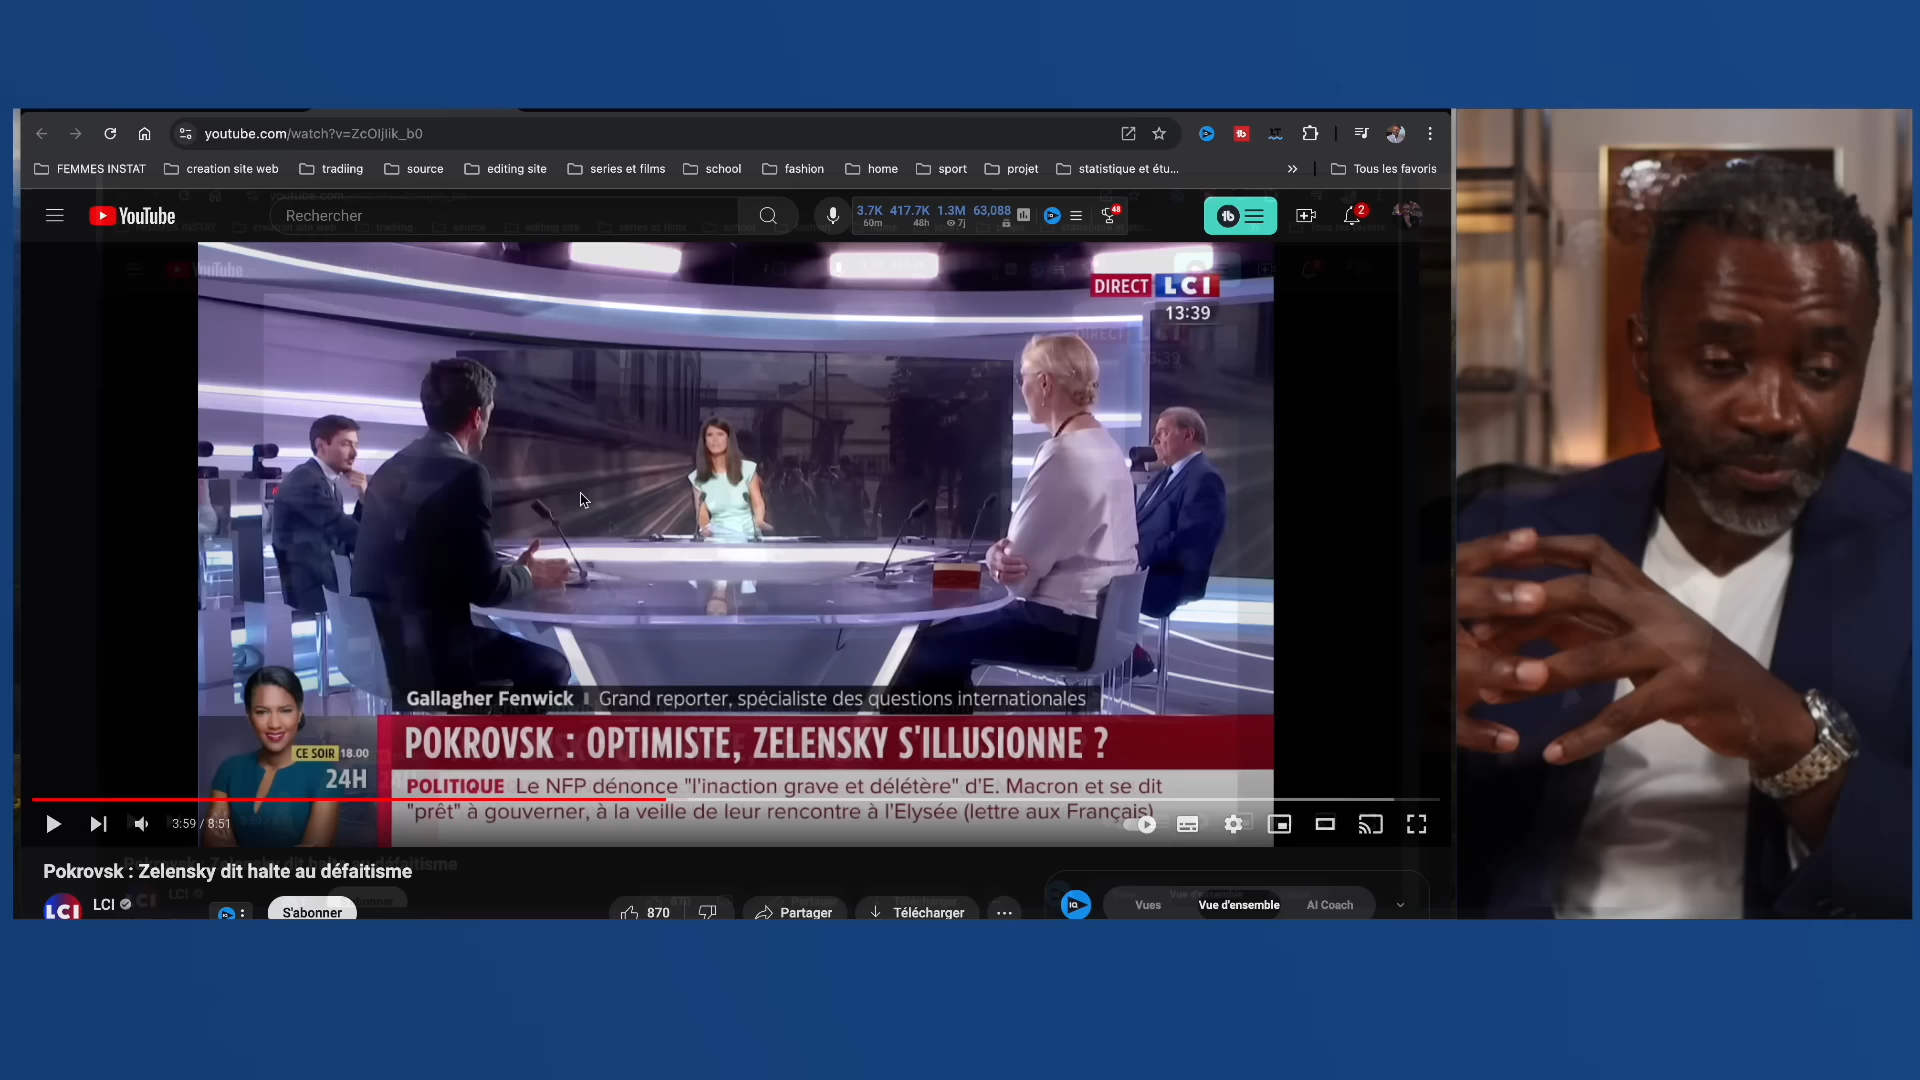 youtube.com/watch?v=ZcOIjlik_b0
FEMMES INSTAT creation site web tradiing source editing site series et films school fashion home sport projet statistique et étu... » Tous les favoris
YouTube Rechercher 3.7K 417.7K 1.3M 63,088 48 2
60m 48h 7j
DIRECT LCI
13:39
Gallagher Fenwick Grand reporter, spécialiste des questions internationales
POKROVSK : OPTIMISTE, ZELENSKY S'ILLUSIONNE ?
CE SOIR 18.00
24H
POLITIQUE Le NFP dénonce "l'inaction grave et délétère" d'E. Macron et se dit
"prêt" à gouverner, à la veille de leur rencontre à l'Elysée (lettre aux Français)
3:59 / 8:51
Pokrovsk : Zelensky dit halte au défaitisme
LCI LCI S'abonner 870 Partager Télécharger ... IQ Vues Vue d'ensemble AI Coach